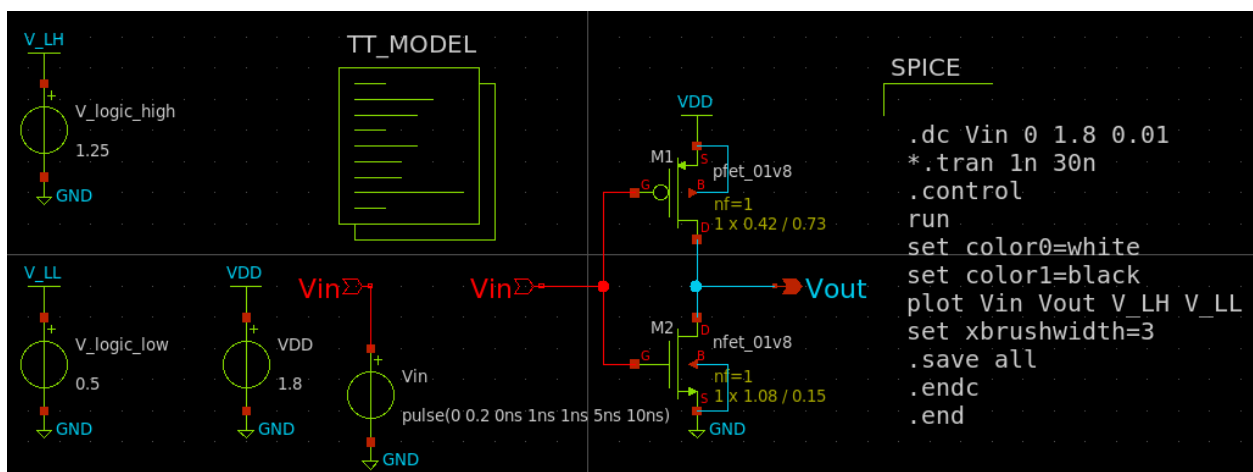 V_LH
V_logic_high
1.25
GND
TT_MODEL
V_LL
V_logic_low
0.5
GND
VDD
VDD
1.8
GND
Vin
Vin
pulse(0 0.2 0ns 1ns 1ns 5ns 10ns)
GND
Vin
VDD
M1
S
pfet_01v8
G
B
nf=1
D
1 x 0.42 / 0.73
Vout
M2
D
nfet_01v8
G
B
nf=1
S
1 x 1.08 / 0.15
GND
SPICE
.dc Vin 0 1.8 0.01
*.tran 1n 30n
.control
run
set color0=white
set color1=black
plot Vin Vout V_LH V_LL
set xbrushwidth=3
.save all
.endc
.end